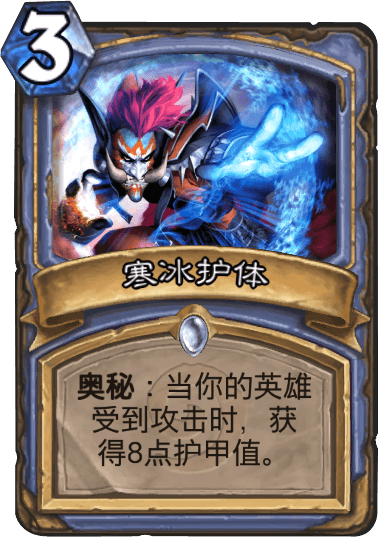 3
寒冰护体
奥秘：当你的英雄
受到攻击时，获
得8点护甲值。